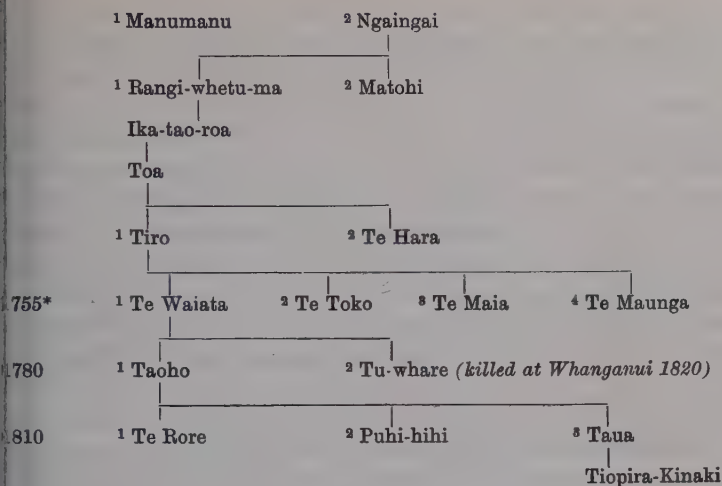 ¹ Manumanu ² Ngaingai
¹ Rangi-whetu-ma ² Matohi
Ika-tao-roa
Toa
¹ Tiro ² Te Hara
1755* ¹ Te Waiata ² Te Toko ³ Te Maia ⁴ Te Maunga
1780 ¹ Taoho ² Tu-whare (killed at Whanganui 1820)
1810 ¹ Te Rore ² Puhi-hihi ³ Taua
Tiopira-Kinaki